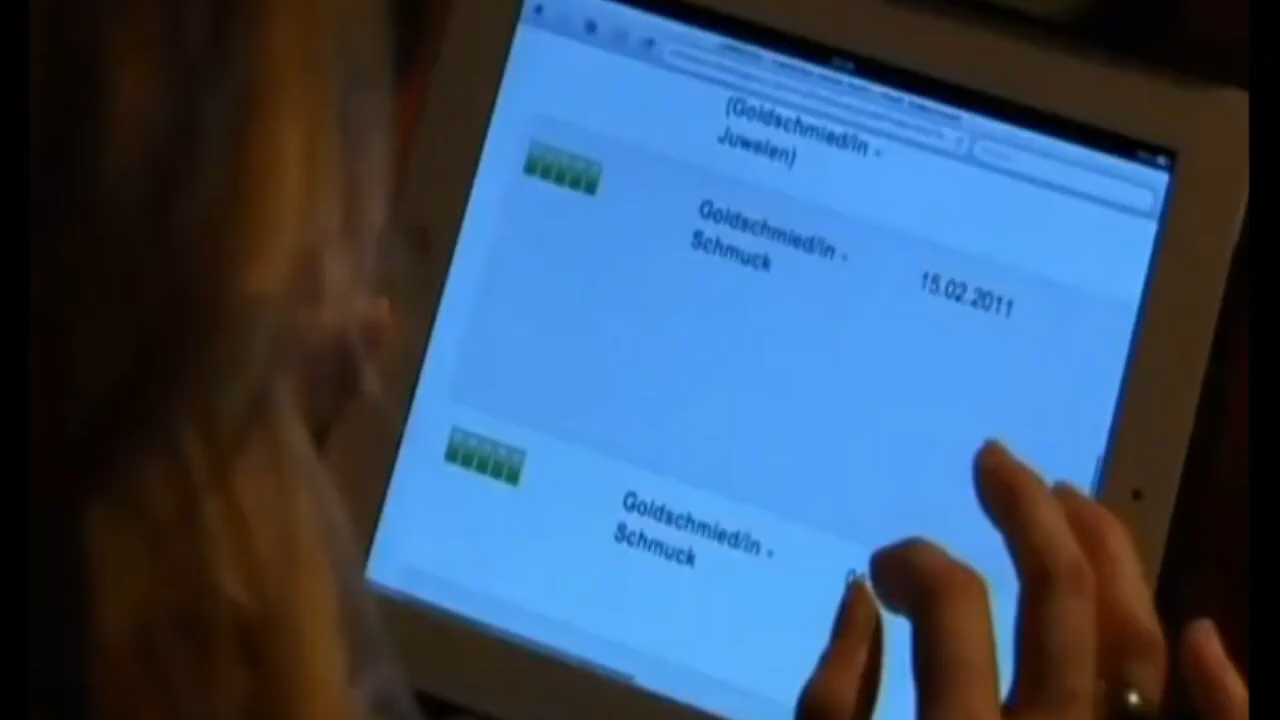 (Goldschmied/in -
Juwelen)
Goldschmied/in -
Schmuck
15.02.2011
Goldschmied/in -
Schmuck